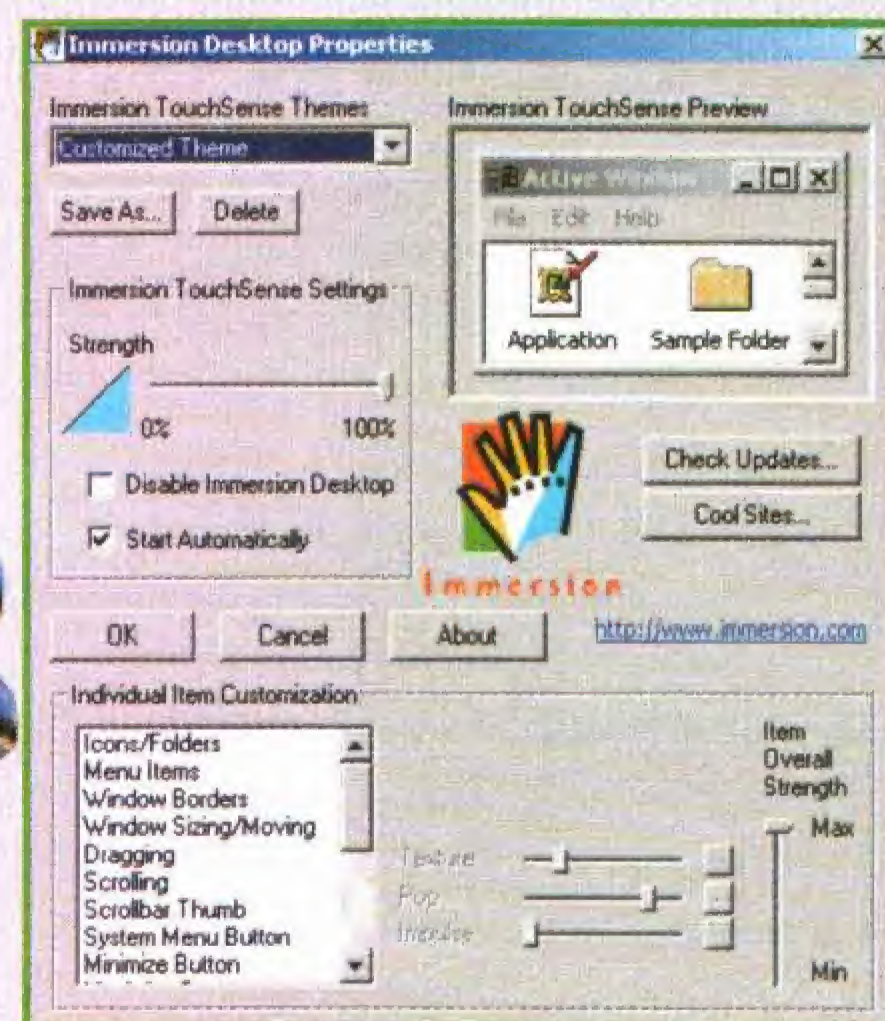 Immersion Desktop Properties
Immersion TouchSense Themes
Customized Theme
Save As... Delete
Immersion TouchSense Settings
Strength
0% 100%
Disable Immersion Desktop
Start Automatically
Immersion TouchSense Preview
Active Window
File Edit Help
Application Sample Folder
Immersion
Check Updates...
Cool Sites...
OK Cancel About http://www.immersion.com
Individual Item Customization
Icons/Folders
Menu Items
Window Borders
Window Sizing/Moving
Dragging
Scrolling
Scrollbar Thumb
System Menu Button
Minimize Button
Texture
Pop
Impulse
Item
Overall
Strength
Max
Min